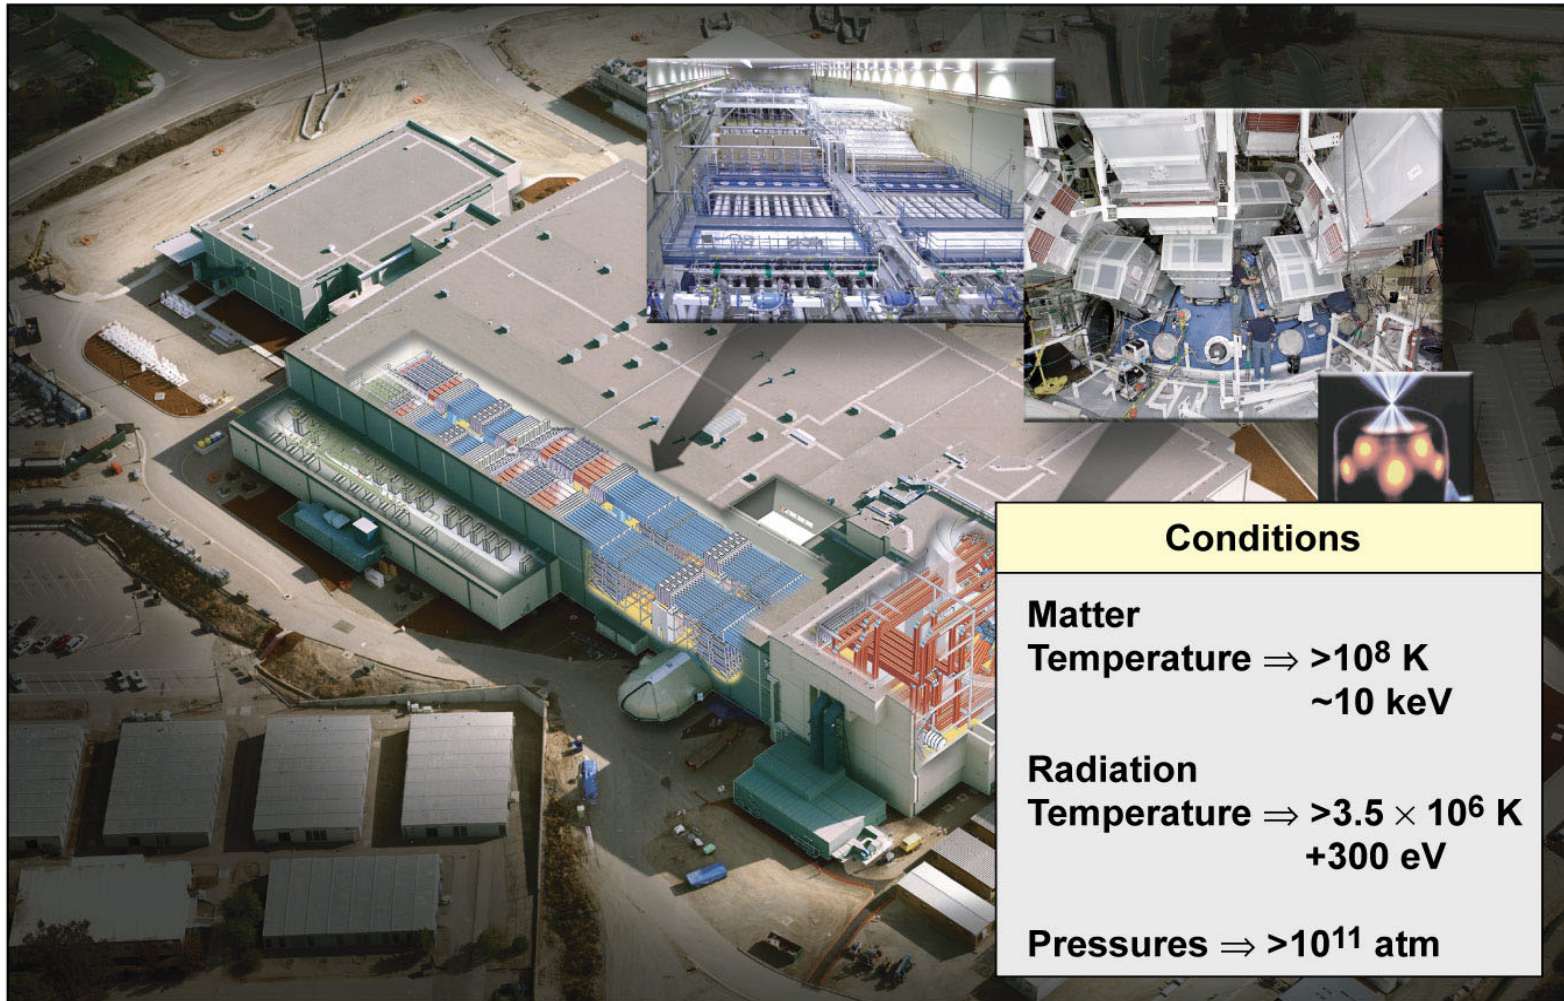 Conditions
Matter
Temperature ⇒ >10⁸ K
~10 keV
Radiation
Temperature ⇒ >3.5 × 10⁶ K
+300 eV
Pressures ⇒ >10¹¹ atm